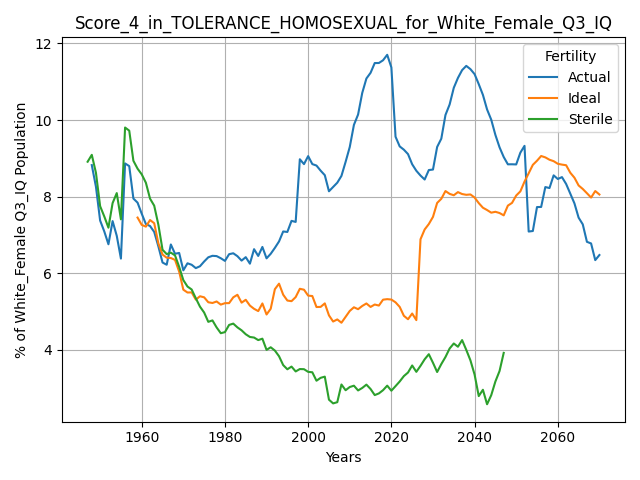 Score_4_in_TOLERANCE_HOMOSEXUAL_for_White_Female_Q3_IQ
Fertility
Actual
Ideal
Sterile
% of White_Female Q3_IQ Population
12
10
8
6
4
1960 1980 2000 2020 2040 2060
Years